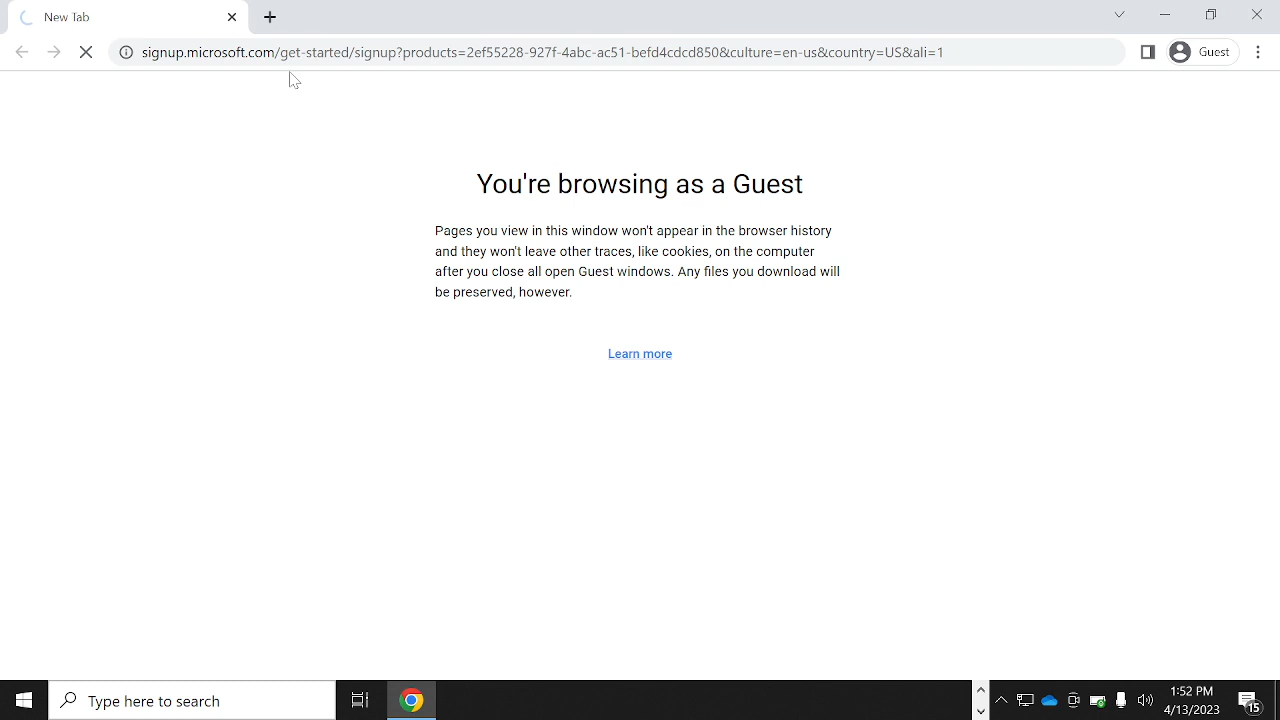 New Tab
signup.microsoft.com/get-started/signup?products=2ef55228-927f-4abc-ac51-befd4cdcd850&culture=en-us&country=US&ali=1
Guest
You're browsing as a Guest
Pages you view in this window won't appear in the browser history
and they won't leave other traces, like cookies, on the computer
after you close all open Guest windows. Any files you download will
be preserved, however.
Learn more
Type here to search
1:52 PM
4/13/2023
15